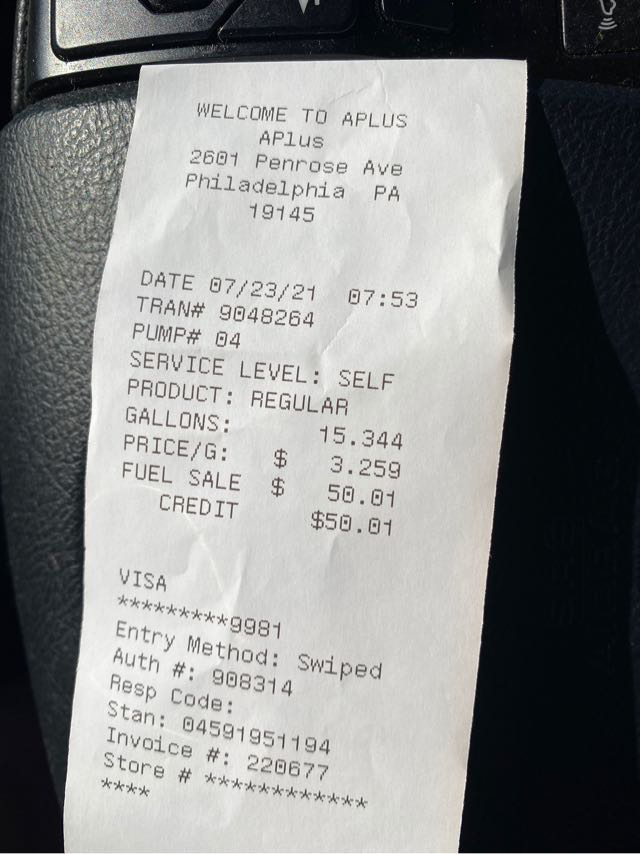 WELCOME TO APLUS
APlus
2601 Penrose Ave
Philadelphia PA
19145
DATE 07/23/21 07:53
TRAN# 9048264
PUMP# 04
SERVICE LEVEL: SELF
PRODUCT: REGULAR
GALLONS: 15.344
PRICE/G: $ 3.259
FUEL SALE $ 50.01
CREDIT $50.01
VISA
*********9981
Entry Method: Swiped
Auth #: 908314
Resp Code:
Stan: 04591951194
Invoice #: 220677
Store # ************
****